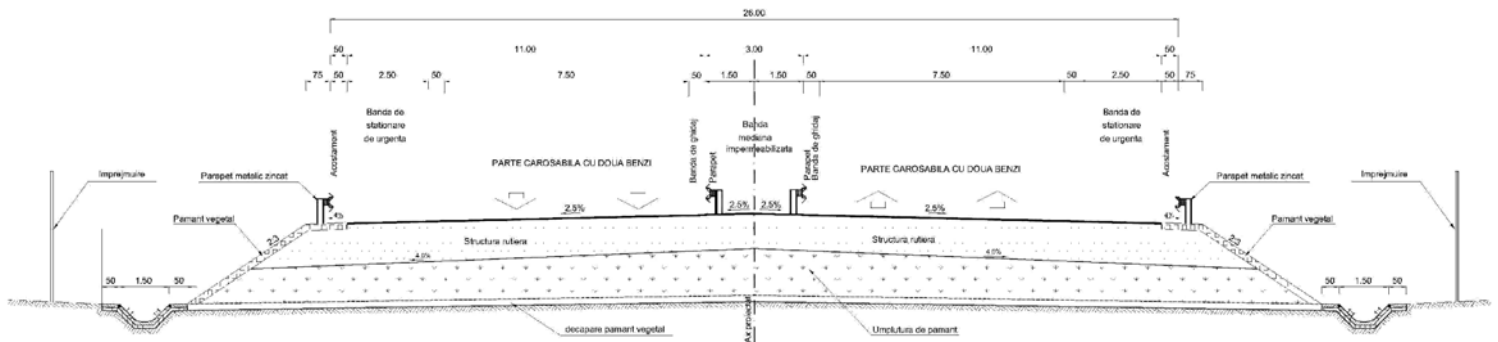 26.00
50 11.00 3.00 11.00 50
75 50 2.50 50 7.50 50 1.50 1.50 50 7.50 50 2.50 50 75
Acostament
Banda de
stationare
de urgenta
Banda de ghidaj
Parapet
Banda
mediana
impermeabilizata
Parapet
Banda de ghidaj
Banda de
stationare
de urgenta
Acostament
PARTE CAROSABILA CU DOUA BENZI
PARTE CAROSABILA CU DOUA BENZI
Imprejmuire
Parapet metalic zincat
Parapet metalic zincat
Imprejmuire
Pamant vegetal
2.5%
2.5%
2.5%
2.5%
Pamant vegetal
2:3
Structura rutiera
Structura rutiera
2:3
4.0%
4.0%
50 1.50 50
50 1.50 50
decapare pamant vegetal
Ax proiectat
Umplutura de pamant